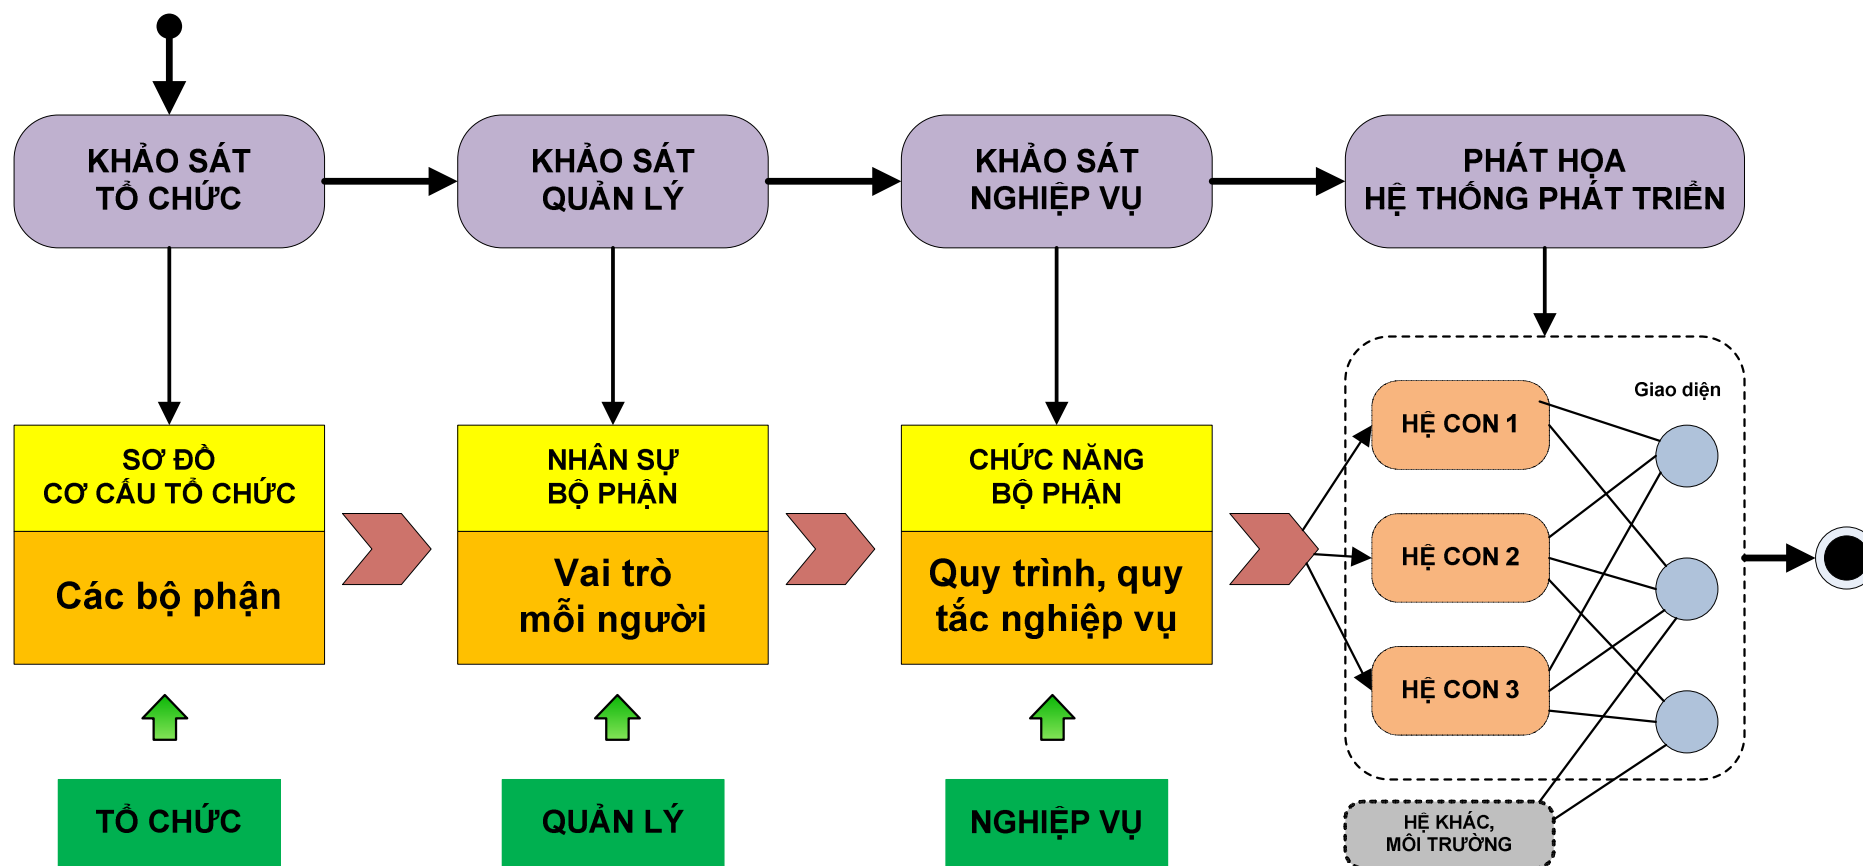 KHẢO SÁT
TỔ CHỨC
KHẢO SÁT
QUẢN LÝ
KHẢO SÁT
NGHIỆP VỤ
PHÁT HỌA
HỆ THỐNG PHÁT TRIỂN
SƠ ĐỒ
CƠ CẤU TỔ CHỨC
Các bộ phận
NHÂN SỰ
BỘ PHẬN
Vai trò
mỗi người
CHỨC NĂNG
BỘ PHẬN
Quy trình, quy
tắc nghiệp vụ
Giao diện
HỆ CON 1
HỆ CON 2
HỆ CON 3
TỔ CHỨC
QUẢN LÝ
NGHIỆP VỤ
HỆ KHÁC,
MÔI TRƯỜNG